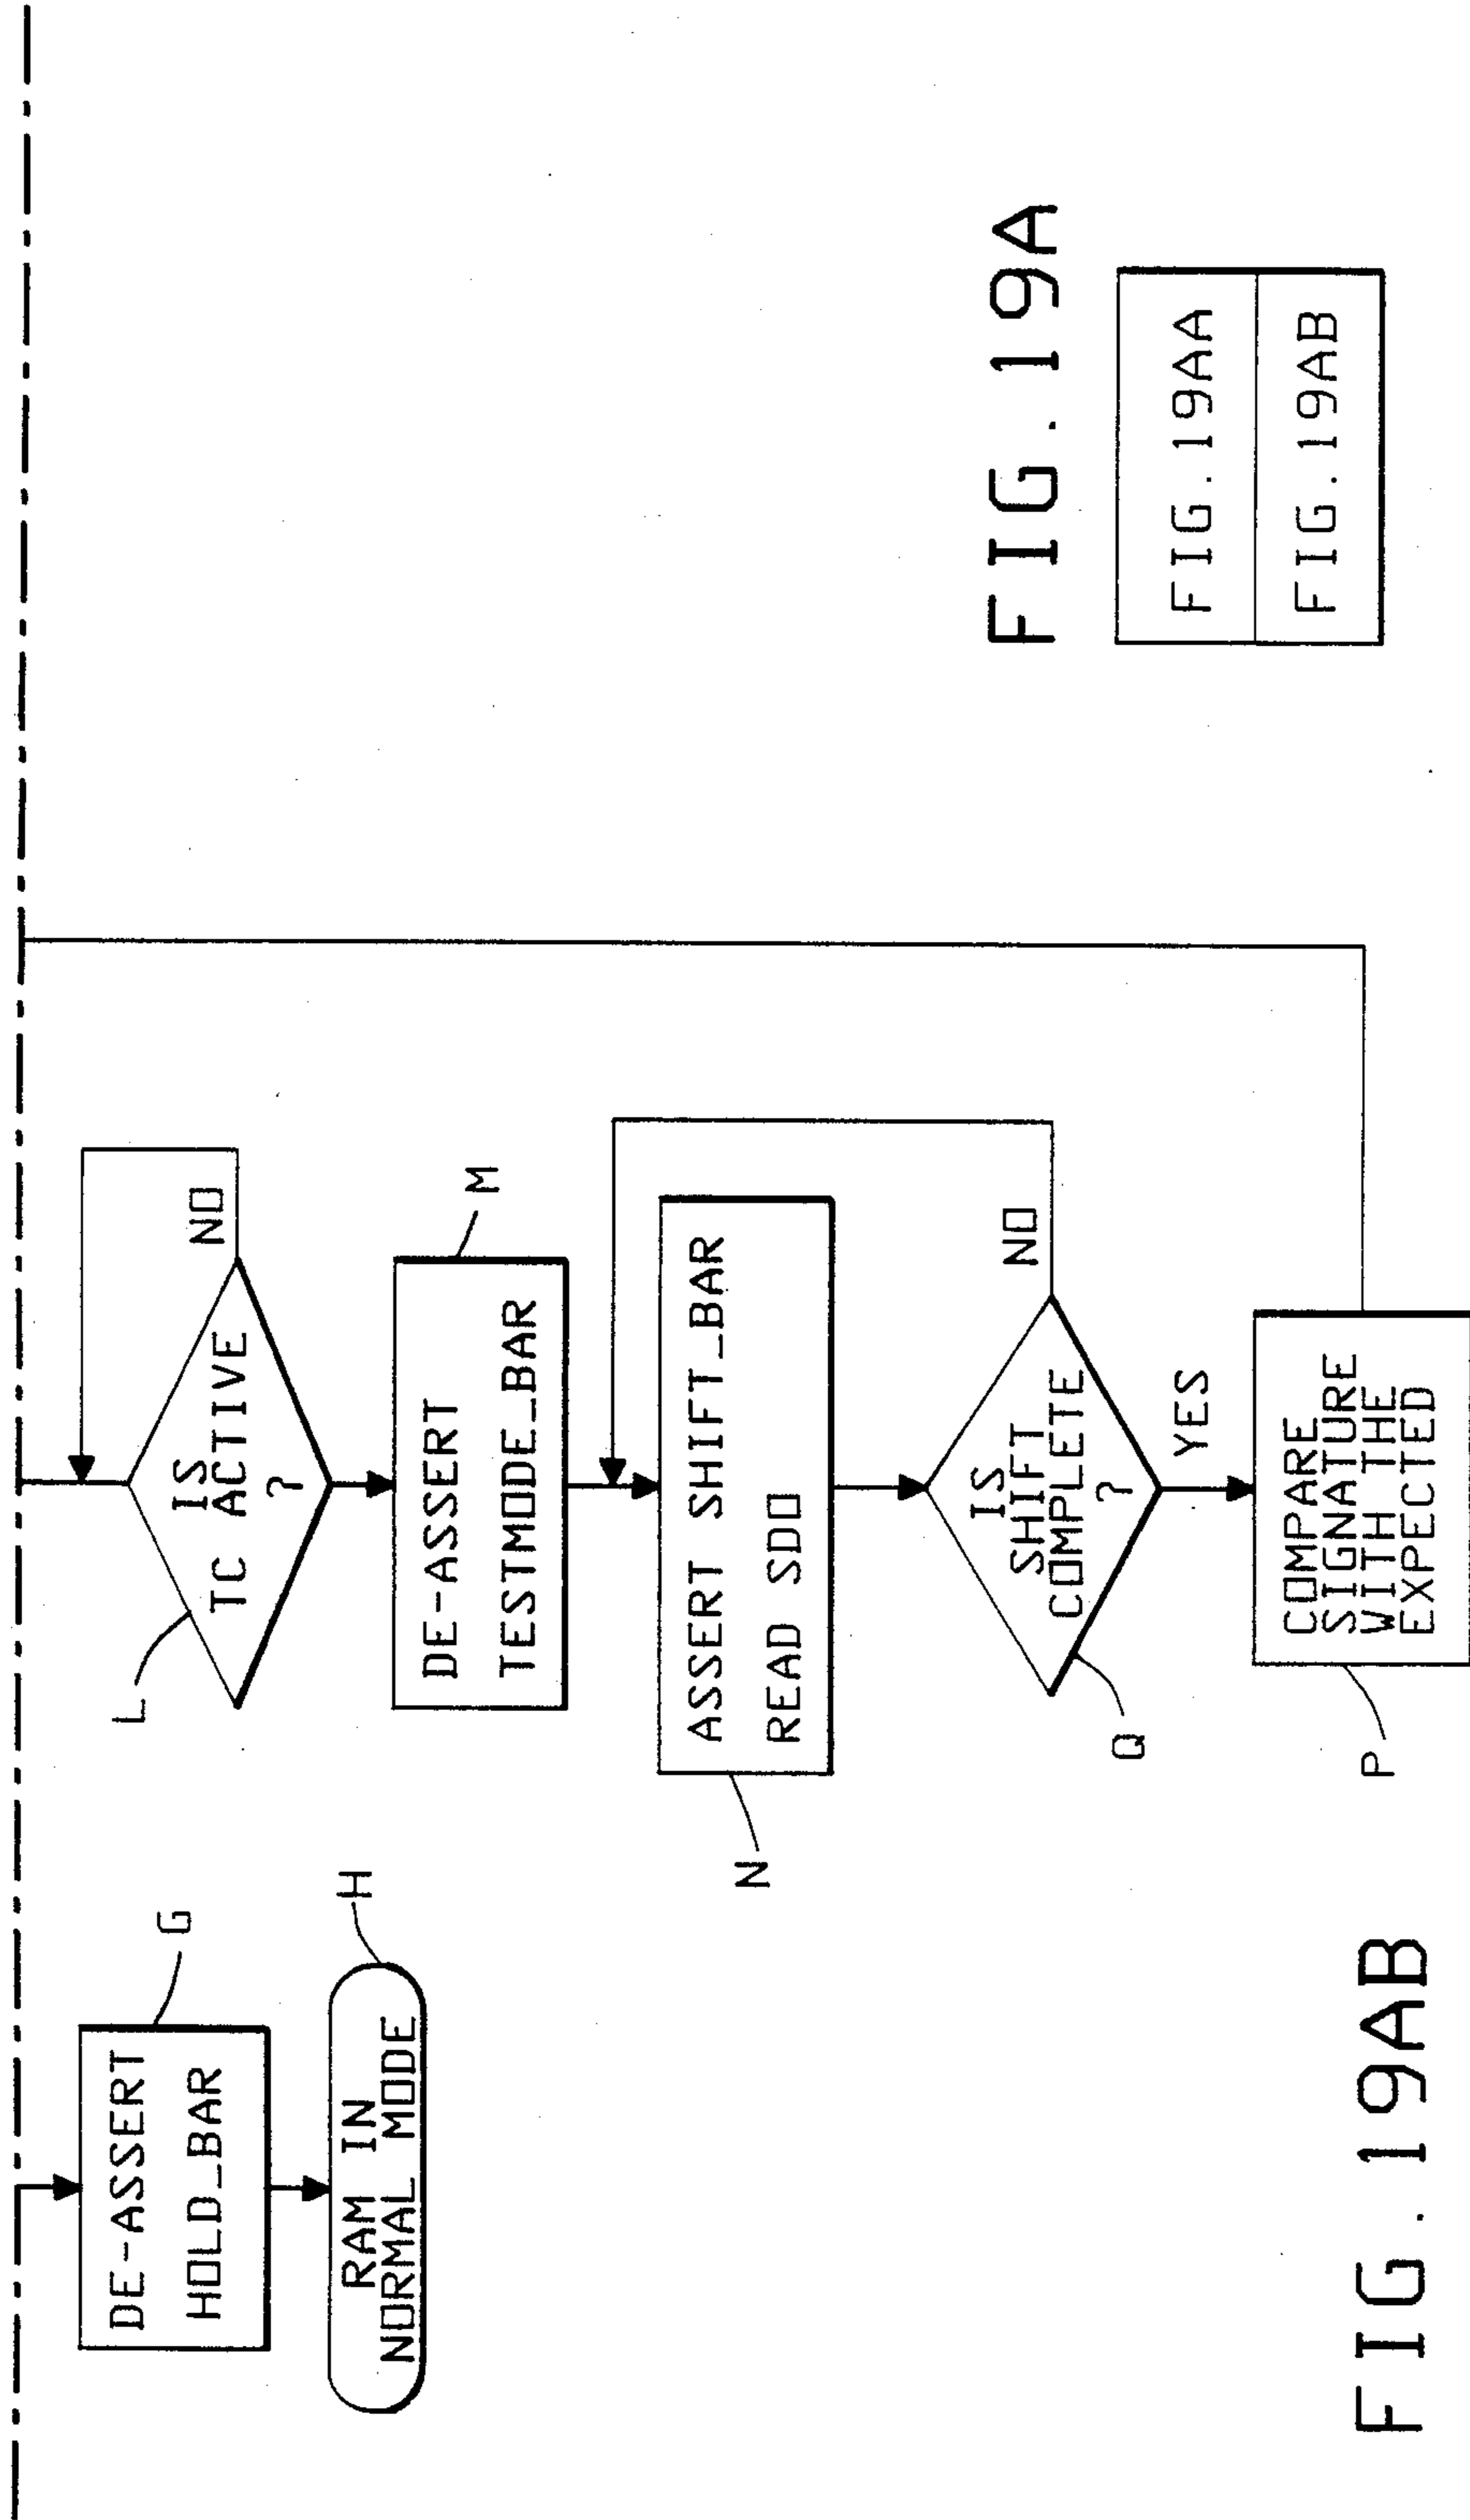 DE-ASSERT
HOLD_BAR
G
RAM IN
NORMAL MODE
H
L
IS
TC ACTIVE
?
NO
DE-ASSERT
TESTMODE_BAR
M
ASSERT SHIFT_BAR
READ SDO
N
IS
SHIFT
COMPLETE
?
NO
Q
YES
COMPARE
SIGNATURE
WITH THE
EXPECTED
P
FIG. 19AB
FIG. 19A
FIG. 19AA
FIG. 19AB